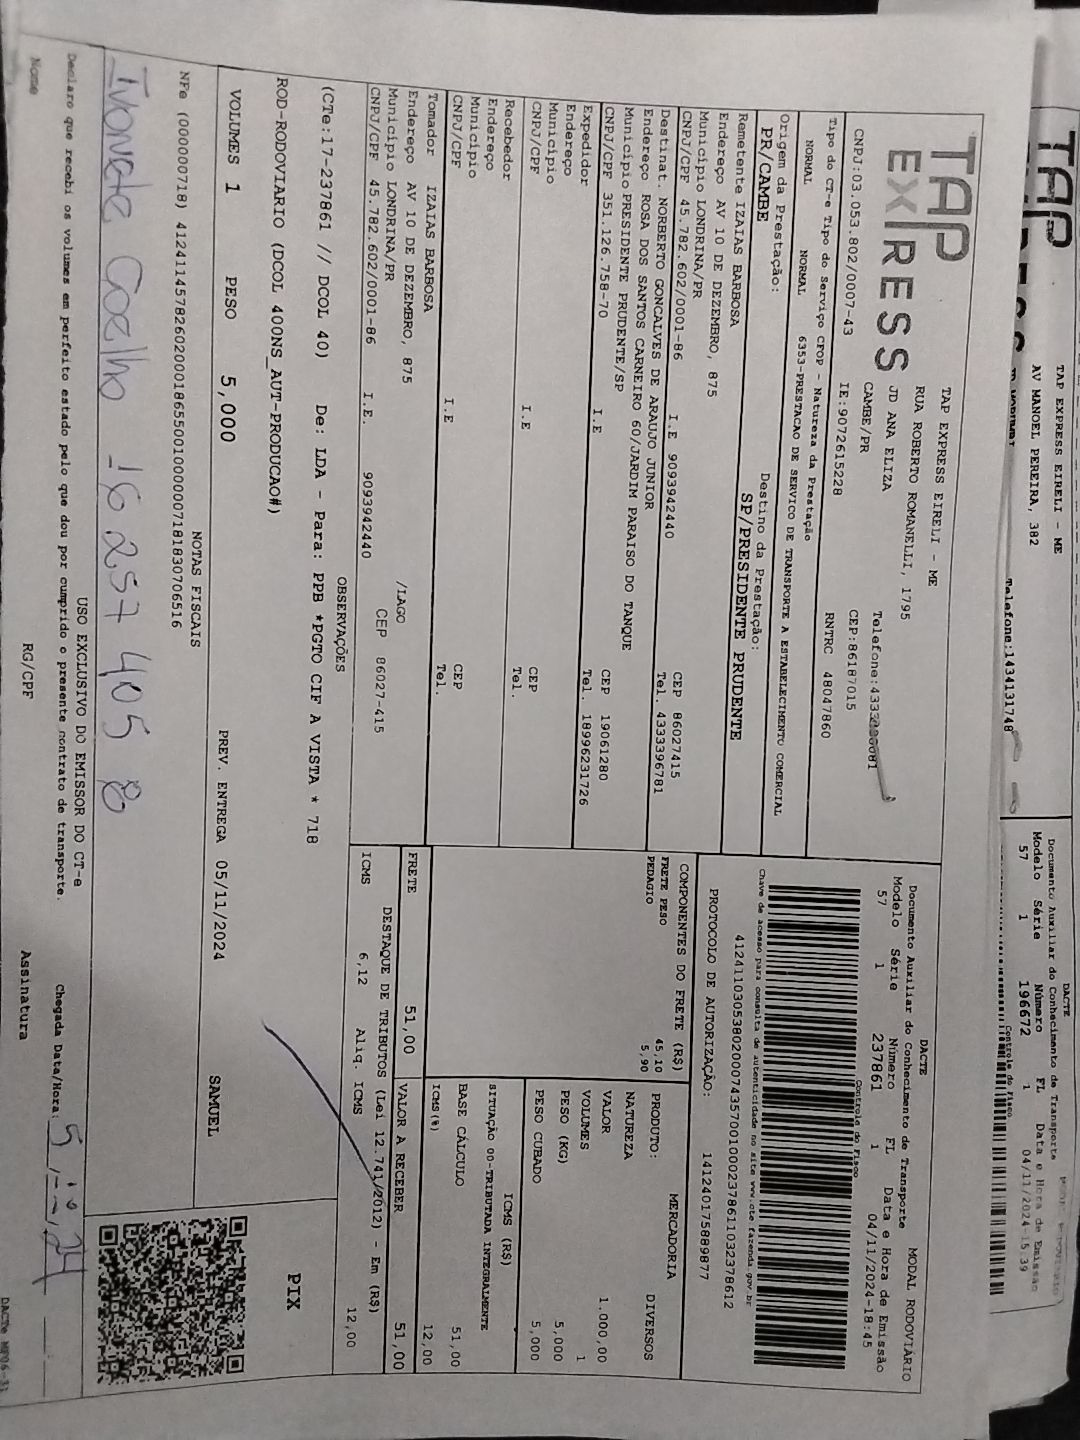 TAP EXPRESS EIRELI - ME
AV MANOEL PEREIRA, 382
Telefone:1434131748
DACTE
Documento Auxiliar do Conhecimento de Transporte
Modelo Série Número FL Data e Hora de Emissão
57 1 196672 1 04/11/2024-15:39
Controle do Fisco
TAP
EXPRESS
TAP EXPRESS EIRELI - ME
RUA ROBERTO ROMANELLI, 1795
JD ANA ELIZA
CAMBE/PR
Telefone:
CEP:86187015
CNPJ:03.053.802/0007-43 IE:9072615228
RNTRC 48047860
DACTE MODAL RODOVIÁRIO
Documento Auxiliar do Conhecimento de Transporte
Modelo Série Número FL Data e Hora de Emissão
57 1 237861 1 04/11/2024-18:45
Controle do Fisco
Tipo do CT-e Tipo do Serviço CFOP - Natureza da Prestação
NORMAL NORMAL 6353-PRESTACAO DE SERVICO DE TRANSPORTE A ESTABELECIMENTO COMERCIAL
Chave de acesso para consulta de autenticidade no site www.cte.fazenda.gov.br
41241103053802000743570010002378611032378612
PROTOCOLO DE AUTORIZAÇÃO: 141240175889877
Origem da Prestação: Destino da Prestação:
PR/CAMBE SP/PRESIDENTE PRUDENTE
Remetente IZAIAS BARBOSA
Endereço AV 10 DE DEZEMBRO, 875
Município LONDRINA/PR CEP 86027415
CNPJ/CPF 45.782.602/0001-86 I.E 9093942440 Tel. 4333396781
Destinat. NORBERTO GONCALVES DE ARAUJO JUNIOR
Endereço ROSA DOS SANTOS CARNEIRO 60/JARDIM PARAISO DO TANQUE
Município PRESIDENTE PRUDENTE/SP CEP 19061280
CNPJ/CPF 351.126.758-70 I.E Tel. 18996231726
Expedidor
Endereço
Município CEP
CNPJ/CPF I.E Tel.
Recebedor
Endereço
Município CEP
CNPJ/CPF I.E Tel.
Tomador IZAIAS BARBOSA
Endereço AV 10 DE DEZEMBRO, 875 /LAGO
Município LONDRINA/PR CEP 86027-415
CNPJ/CPF 45.782.602/0001-86 I.E. 9093942440
COMPONENTES DO FRETE (R$)
FRETE PESO 45,10
PEDAGIO 5,90
MERCADORIA
PRODUTO: DIVERSOS
NATUREZA
VALOR 1.000,00
VOLUMES 1
PESO (KG) 5,000
PESO CUBADO 5,000
ICMS (R$)
SITUAÇÃO 00-TRIBUTADA INTEGRALMENTE
BASE CÁLCULO 51,00
ICMS(%) 12,00
FRETE 51,00 VALOR A RECEBER 51,00
DESTAQUE DE TRIBUTOS (Lei 12.741/2012) - Em (R$)
ICMS 6,12 Aliq. ICMS 12,00
OBSERVAÇÕES
(CTe:17-237861 // DCOL 40) De: LDA - Para: PPB *PGTO CIF A VISTA * 718
ROD-RODOVIARIO (DCOL 400NS_AUT-PRODUCAO#)
PIX
VOLUMES 1 PESO 5,000 PREV. ENTREGA 05/11/2024 SAMUEL
NOTAS FISCAIS
NFe (000000718) 41241145782602000186550010000007181830706516
Ivonete Coelho 16 257 405 8
USO EXCLUSIVO DO EMISSOR DO CT-e
Declaro que recebi os volumes em perfeito estado pelo que dou por cumprido o presente contrato de transporte. Chegada Data/Hora:
Nome RG/CPF Assinatura